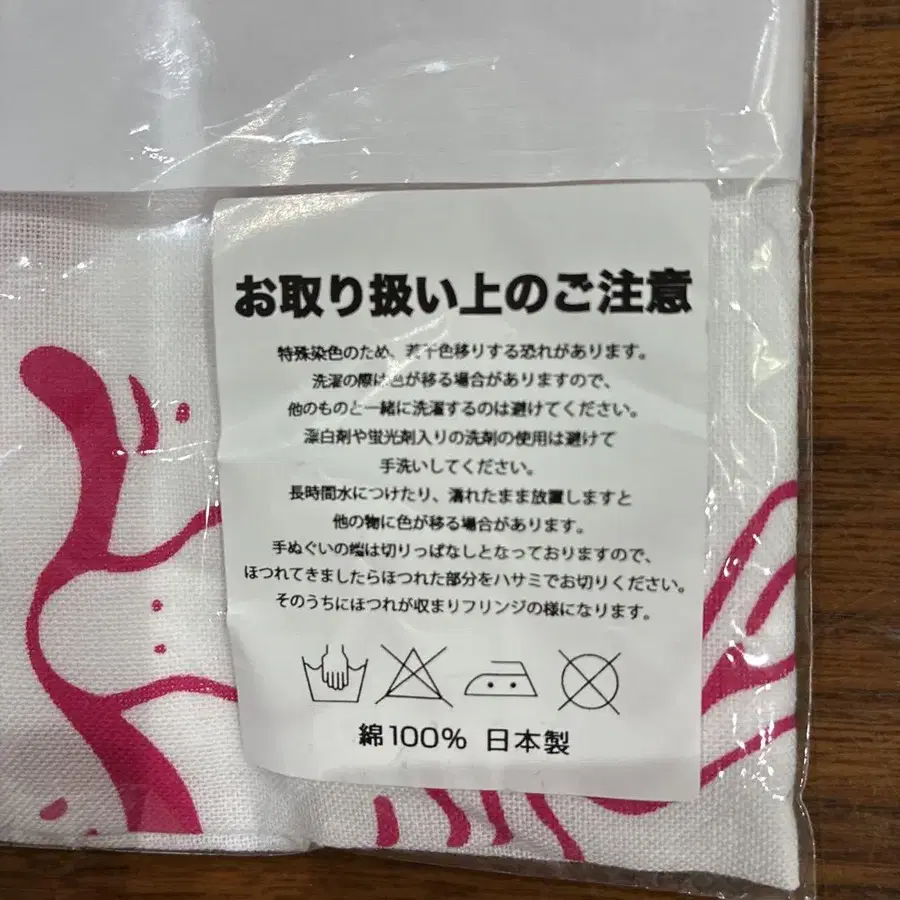 お取り扱い上のご注意
特殊染色のため、若干色移りする恐れがあります。
洗濯の際は色が移る場合がありますので、
他のものと一緒に洗濯するのは避けてください。
漂白剤や蛍光剤入りの洗剤の使用は避けて
手洗いしてください。
長時間水につけたり、濡れたまま放置しますと
他の物に色が移る場合があります。
手ぬぐいの端は切りっぱなしとなっておりますので、
ほつれてきましたらほつれた部分をハサミでお切りください。
そのうちにほつれが収まりフリンジの様になります。
綿100% 日本製